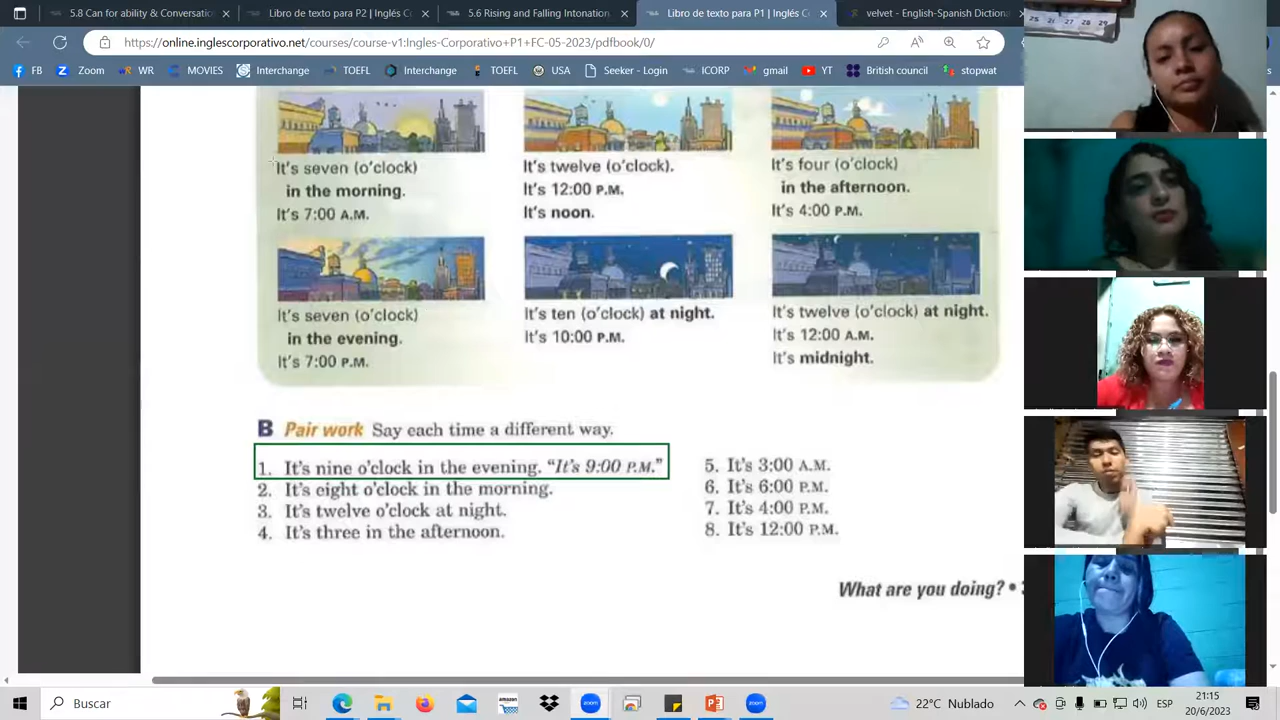 5.8 Can for ability & Conversatio
Libro de texto para P2 | Inglés C
5.6 Rising and Falling Intonation
Libro de texto para P1 | Inglés C
velvet - English-Spanish Dictiona
https://online.inglescorporativo.net/courses/course-v1:Ingles-Corporativo+P1+FC-05-2023/pdfbook/0/
FB
Zoom
WR
MOVIES
Interchange
TOEFL
Interchange
TOEFL
USA
Seeker - Login
ICORP
gmail
YT
British council
stopwat
It's seven (o'clock)
in the morning.
It's 7:00 A.M.
It's twelve (o'clock).
It's 12:00 P.M.
It's noon.
It's four (o'clock)
in the afternoon.
It's 4:00 P.M.
It's seven (o'clock)
in the evening.
It's 7:00 P.M.
It's ten (o'clock) at night.
It's 10:00 P.M.
It's twelve (o'clock) at night.
It's 12:00 A.M.
It's midnight.
B Pair work Say each time a different way.
1. It's nine o'clock in the evening. "It's 9:00 P.M."
2. It's eight o'clock in the morning.
3. It's twelve o'clock at night.
4. It's three in the afternoon.
5. It's 3:00 A.M.
6. It's 6:00 P.M.
7. It's 4:00 P.M.
8. It's 12:00 P.M.
What are you doing? •
Buscar
22°C Nublado
ESP
21:15
20/6/2023